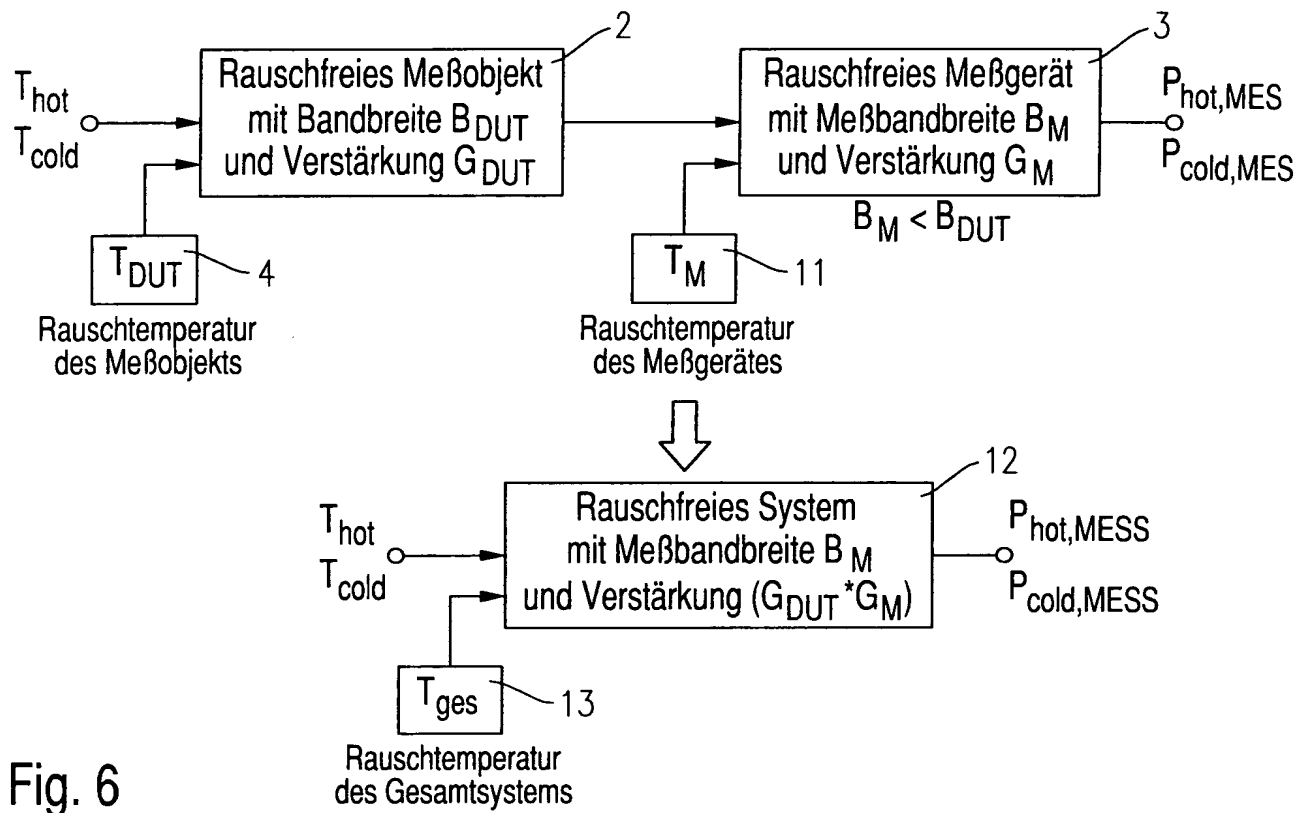 2
Rauschfreies Meßobjekt
mit Bandbreite B_DUT
und Verstärkung G_DUT
T_hot
T_cold
T_DUT
4
Rauschtemperatur
des Meßobjekts
3
Rauschfreies Meßgerät
mit Meßbandbreite B_M
und Verstärkung G_M
B_M < B_DUT
P_hot,MES
P_cold,MES
T_M
11
Rauschtemperatur
des Meßgerätes
12
Rauschfreies System
mit Meßbandbreite B_M
und Verstärkung (G_DUT*G_M)
T_hot
T_cold
P_hot,MESS
P_cold,MESS
T_ges
13
Rauschtemperatur
des Gesamtsystems
Fig. 6